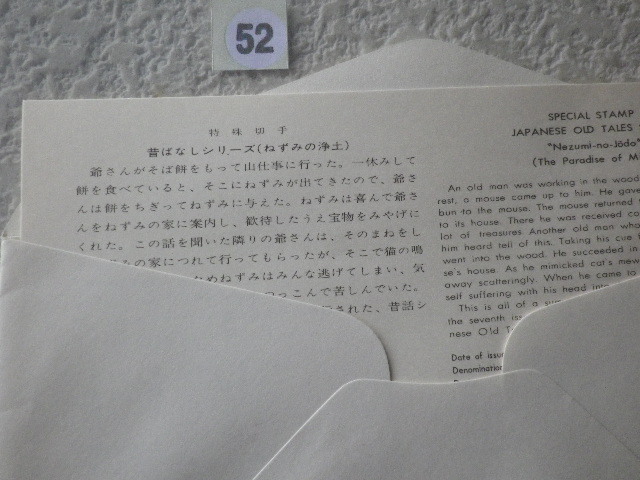 52
特殊切手
昔ばなしシリーズ(ねずみの浄土)
爺さんがそば餅をもって山仕事に行った。一休みして
餅を食べていると、そこにねずみが出てきたので、爺さ
んは餅をちぎってねずみに与えた。ねずみは喜んで爺さ
んをねずみの家に案内し、歓待したうえ宝物をみやげに
くれた。この話を聞いた隣りの爺さんは、そのまねをし
みの家につれて行ってもらったが、そこで猫の鳴
ためねずみはみんな逃げてしまい、気
っこんで苦しんでいた。
された、昔話シ
SPECIAL STAMP
JAPANESE OLD TALES
"Nezumi-no-Jōdo"
(The Paradise of M
An old man was working in the wood
rest, a mouse came up to him. He gave
bun to the mouse. The mouse returned
to its house. There he was received co
lot of treasures. Another old man who
him heard tell of this. Taking his cue
went into the wood. He succeeded in
se's house. As he mimicked cat's mew
away scatteringly. When he came to
self suffering with his head into
This is all of a su
the seventh is
nese Old T
Date of issu
Denomination